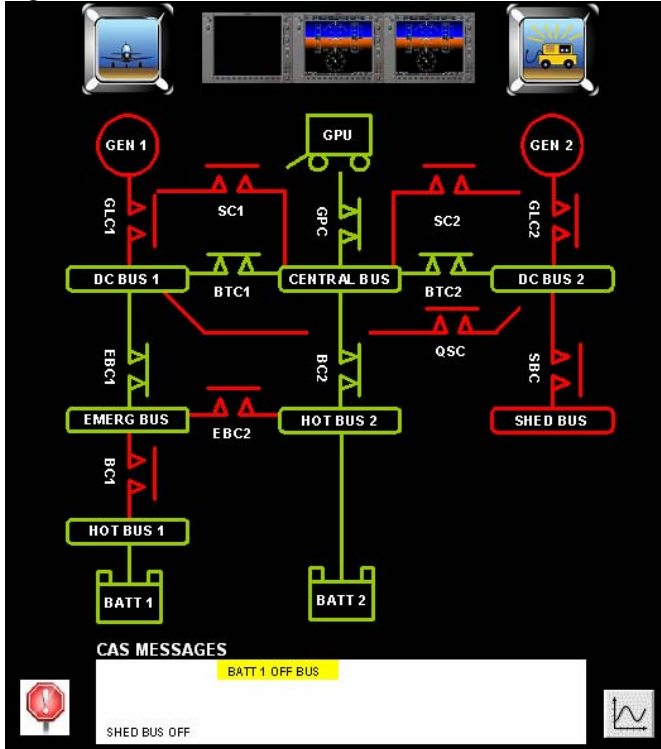 GEN 1
GPU
GEN 2
GLC1
SC1
GPC
SC2
GLC2
DC BUS 1
BTC1
CENTRAL BUS
BTC2
DC BUS 2
EBC1
BC2
QSC
SBC
EMERG BUS
EBC2
HOT BUS 2
SHED BUS
BC1
HOT BUS 1
BATT 1
BATT 2
CAS MESSAGES
BATT 1 OFF BUS
SHED BUS OFF